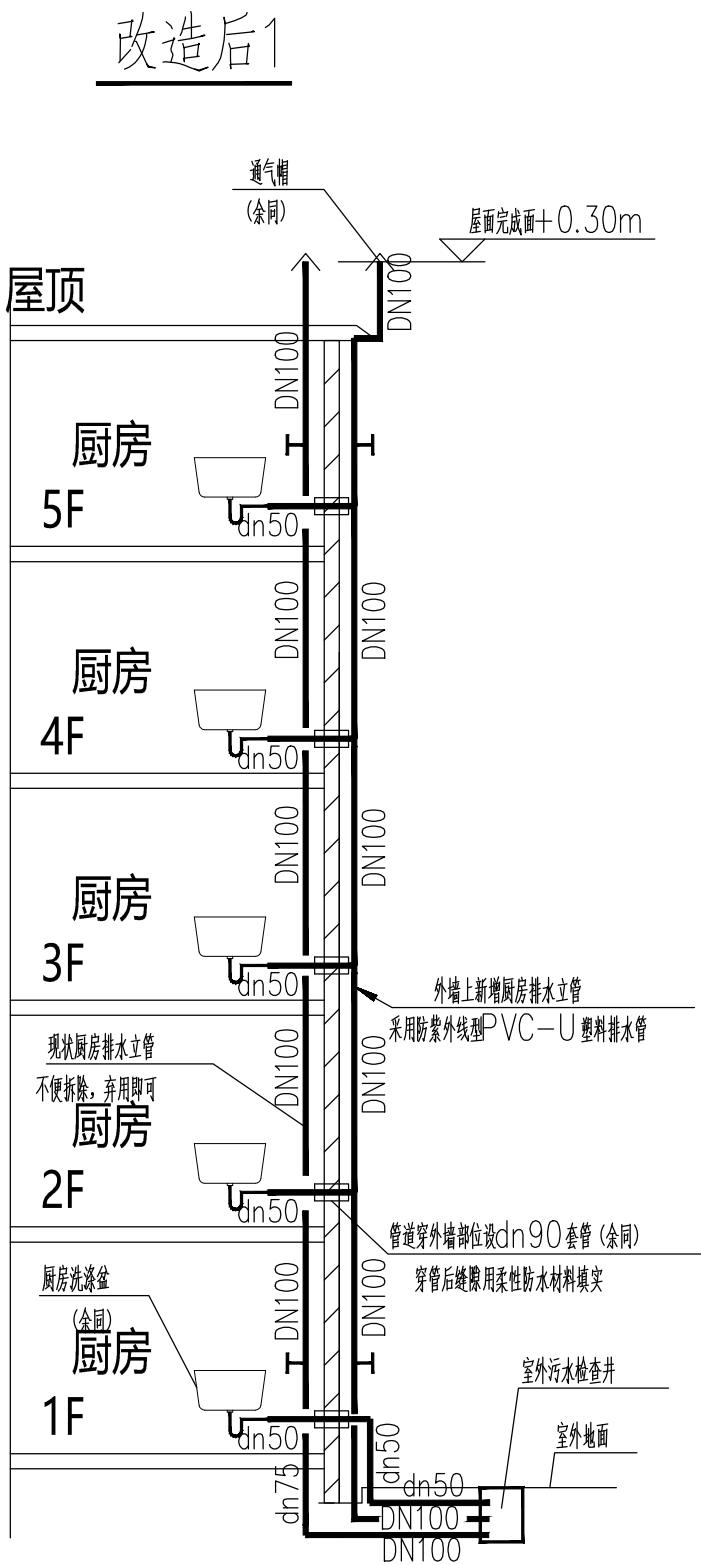 改造后1
通气帽
(余同)
屋面完成面+0.30m
屋顶
DN100
DN100
厨房
5F
dn50
DN100
DN100
厨房
4F
dn50
DN100
DN100
厨房
3F
dn50
外墙上新增厨房排水立管
采用防紫外线型PVC-U塑料排水管
现状厨房排水立管
不便拆除，弃用即可
DN100
DN100
厨房
2F
dn50
管道穿外墙部位设dn90套管(余同)
穿管后缝隙用柔性防水材料填实
厨房洗涤盆
(余同)
DN100
DN100
厨房
1F
dn50
室外污水检查井
室外地面
dn75
dn50
dn50
DN100
DN100